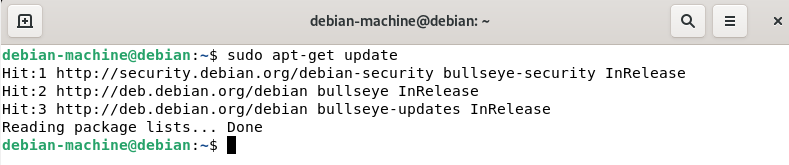 debian-machine@debian: ~
debian-machine@debian:~$ sudo apt-get update
Hit:1 http://security.debian.org/debian-security bullseye-security InRelease
Hit:2 http://deb.debian.org/debian bullseye InRelease
Hit:3 http://deb.debian.org/debian bullseye-updates InRelease
Reading package lists... Done
debian-machine@debian:~$